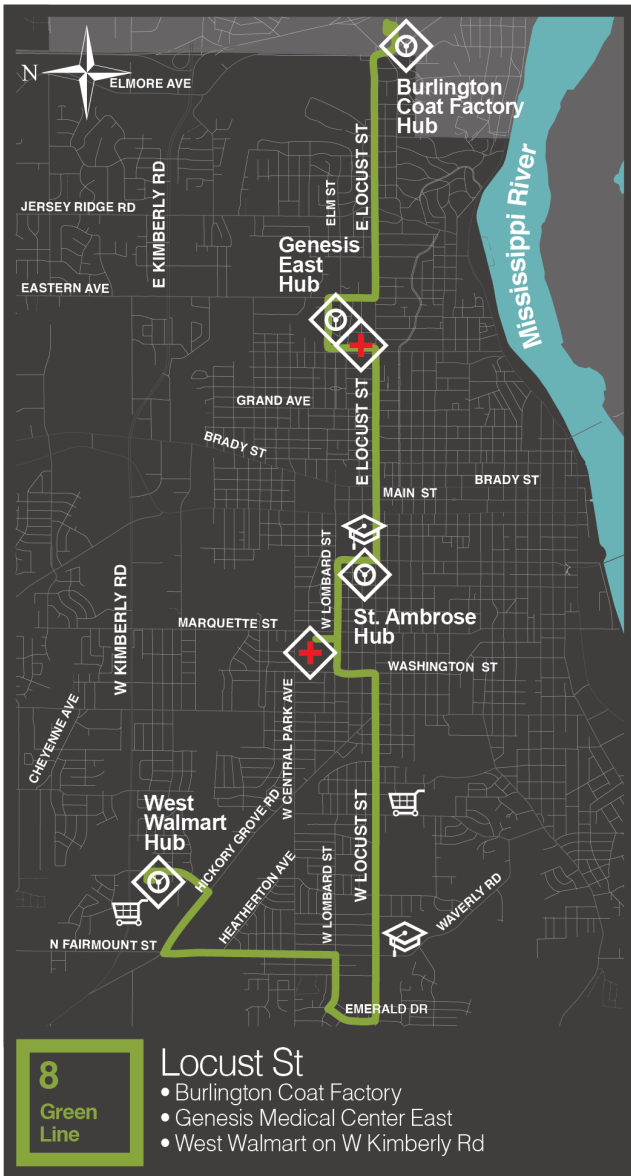 N
ELMORE AVE
Burlington
Coat Factory
Hub
E LOCUST ST
E KIMBERLY RD
ELM ST
JERSEY RIDGE RD
Mississippi River
Genesis
East
Hub
EASTERN AVE
E LOCUST ST
GRAND AVE
BRADY ST
BRADY ST
MAIN ST
W LOMBARD ST
W KIMBERLY RD
St. Ambrose
Hub
MARQUETTE ST
WASHINGTON ST
W CENTRAL PARK AVE
CHEYENNE AVE
West
Walmart
Hub
HICKORY GROVE RD
W LOCUST ST
HEATHERTON AVE
W LOMBARD ST
WAVERLY RD
N FAIRMOUNT ST
EMERALD DR
8
Green
Line
Locust St
• Burlington Coat Factory
• Genesis Medical Center East
• West Walmart on W Kimberly Rd